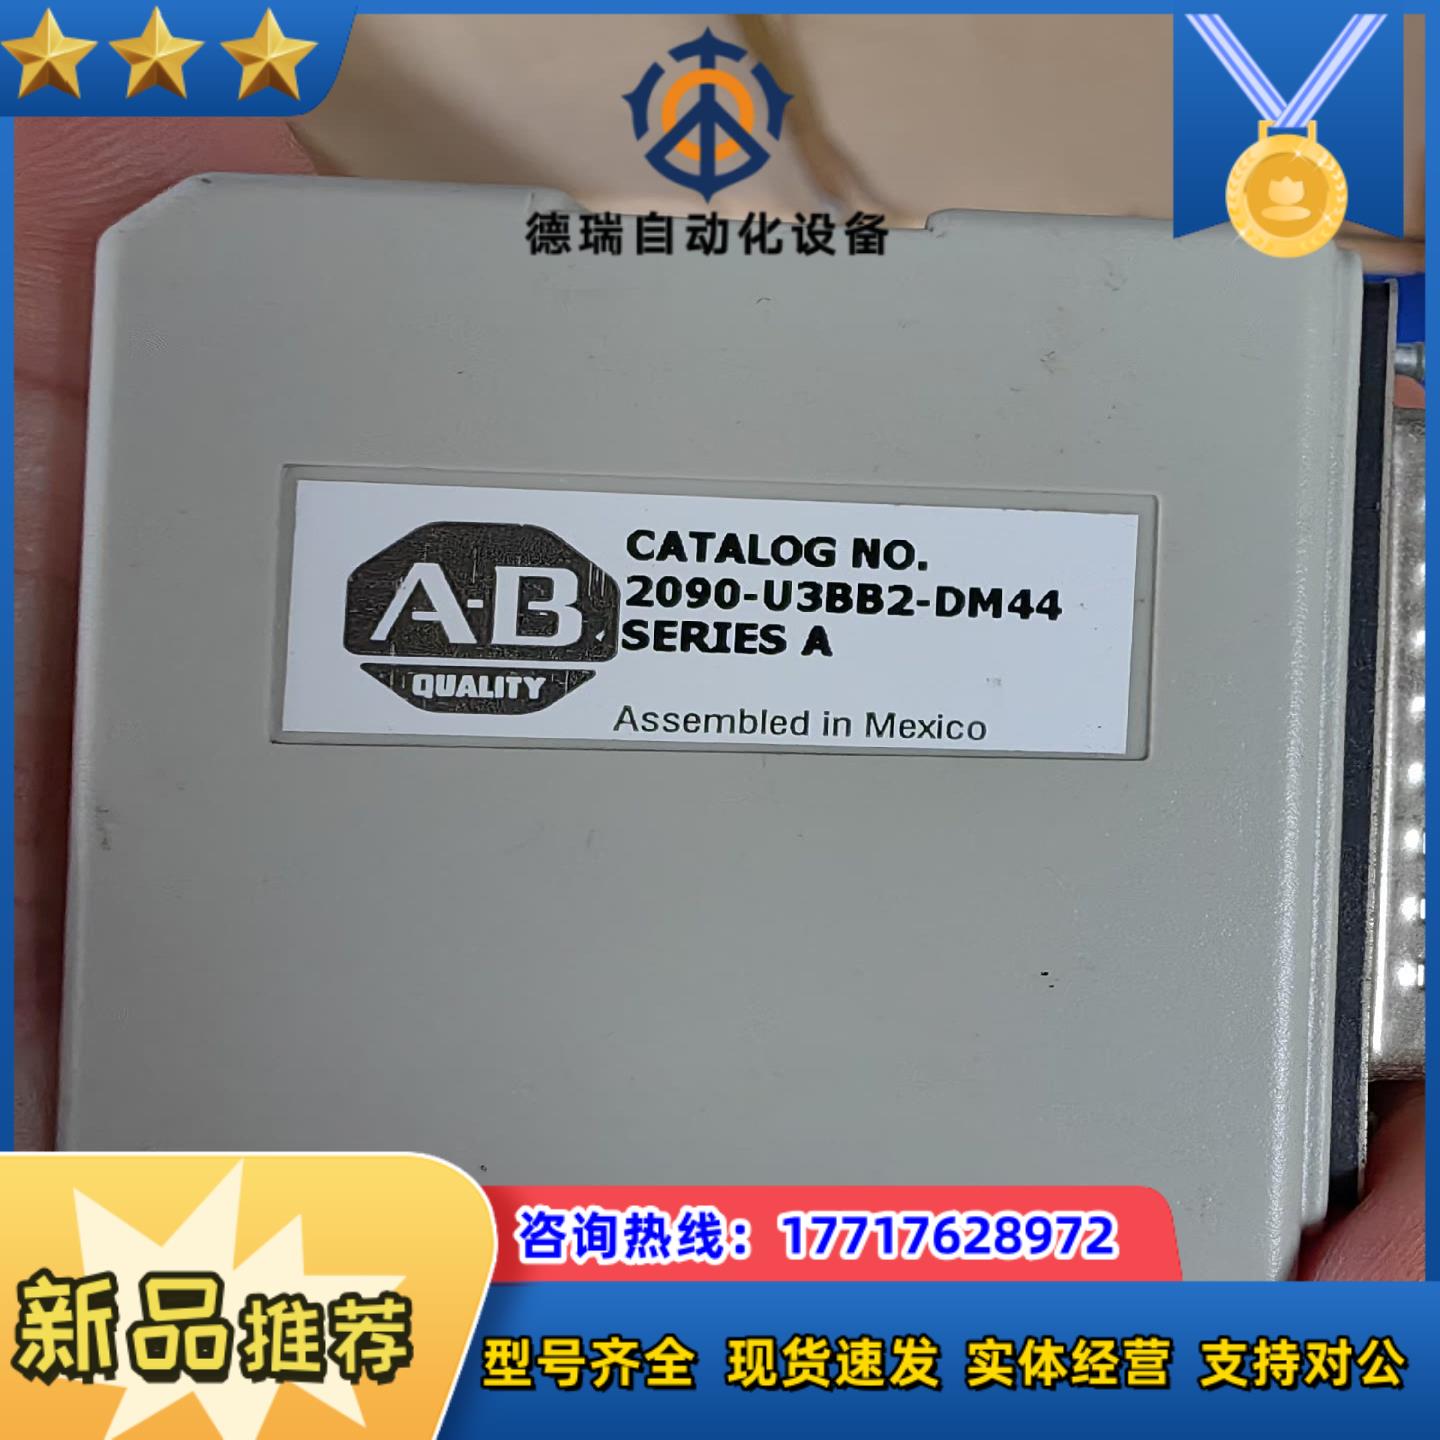 德瑞自动化设备
A-B
QUALITY
CATALOG NO.
2090-U3BB2-DM44
SERIES A
Assembled in Mexico
咨询热线：17717628972
新品推荐
型号齐全 现货速发 实体经营 支持对公